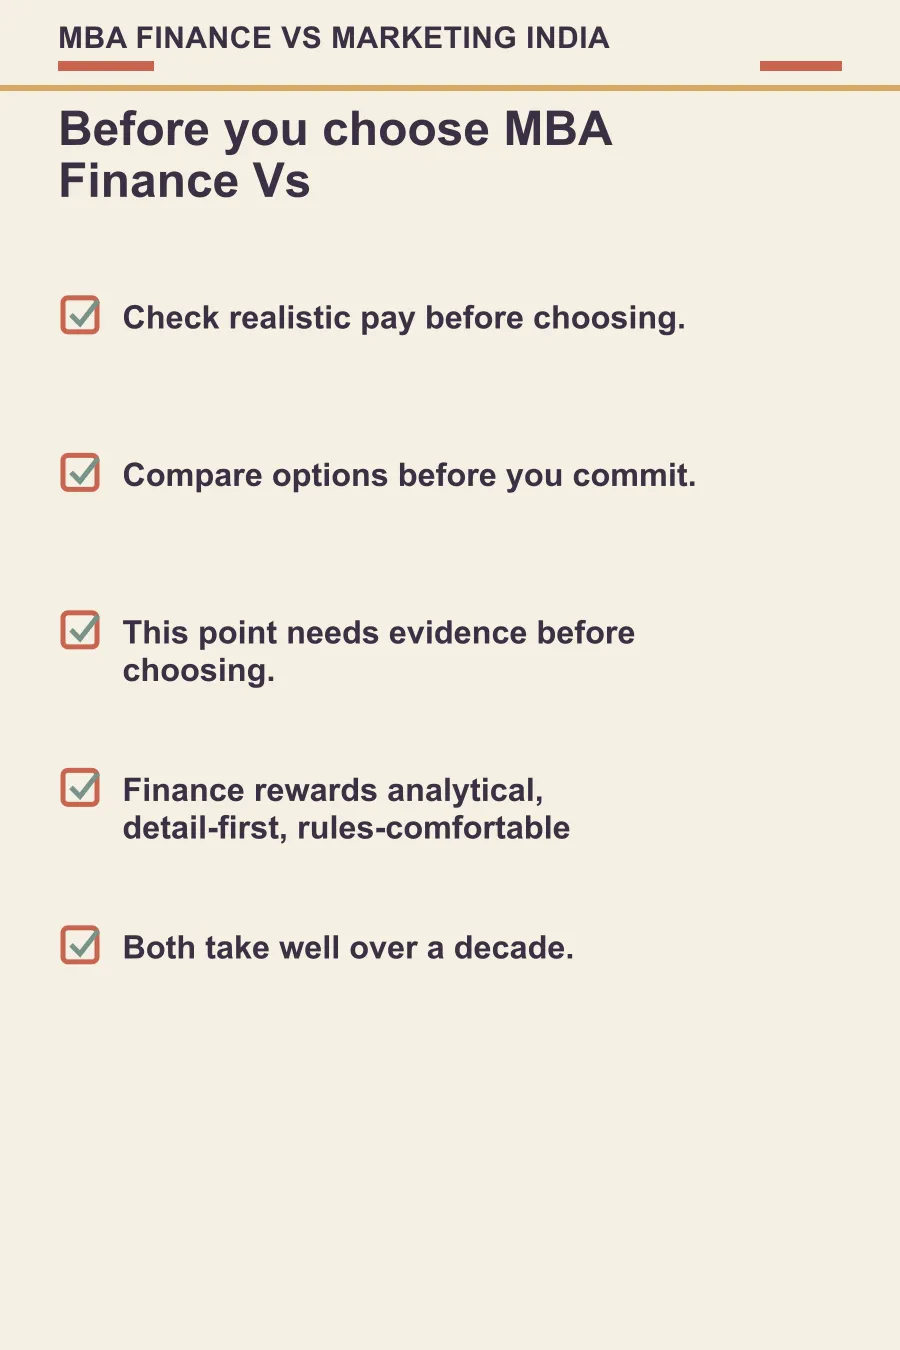 MBA FINANCE VS MARKETING INDIA
Before you choose MBA
Finance Vs
Check realistic pay before choosing.
Compare options before you commit.
This point needs evidence before
choosing.
Finance rewards analytical,
detail-first, rules-comfortable
Both take well over a decade.